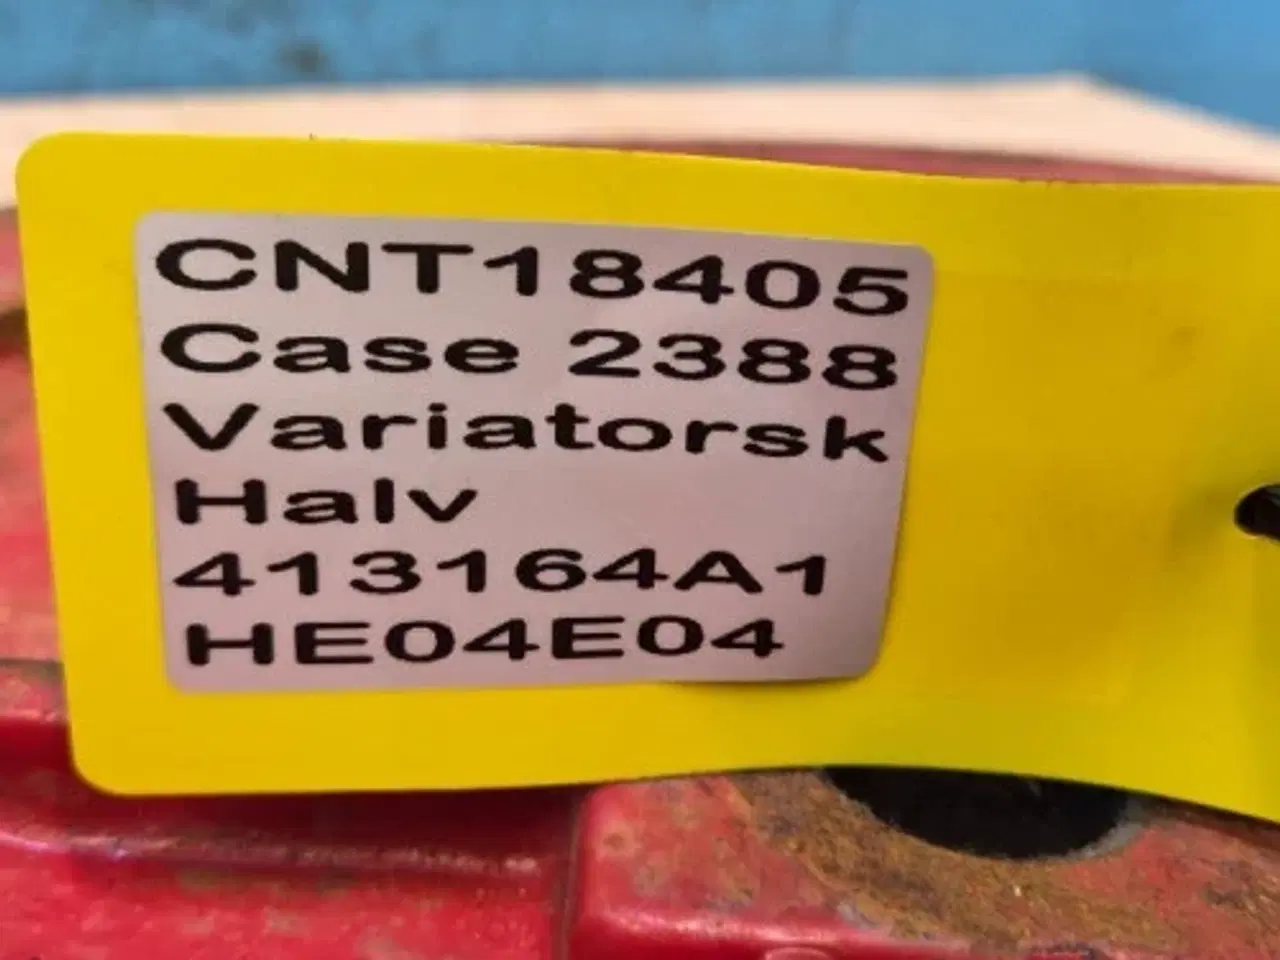 CNT18405
Case 2388
Variatorsk
Halv
413164A1
HE04E04